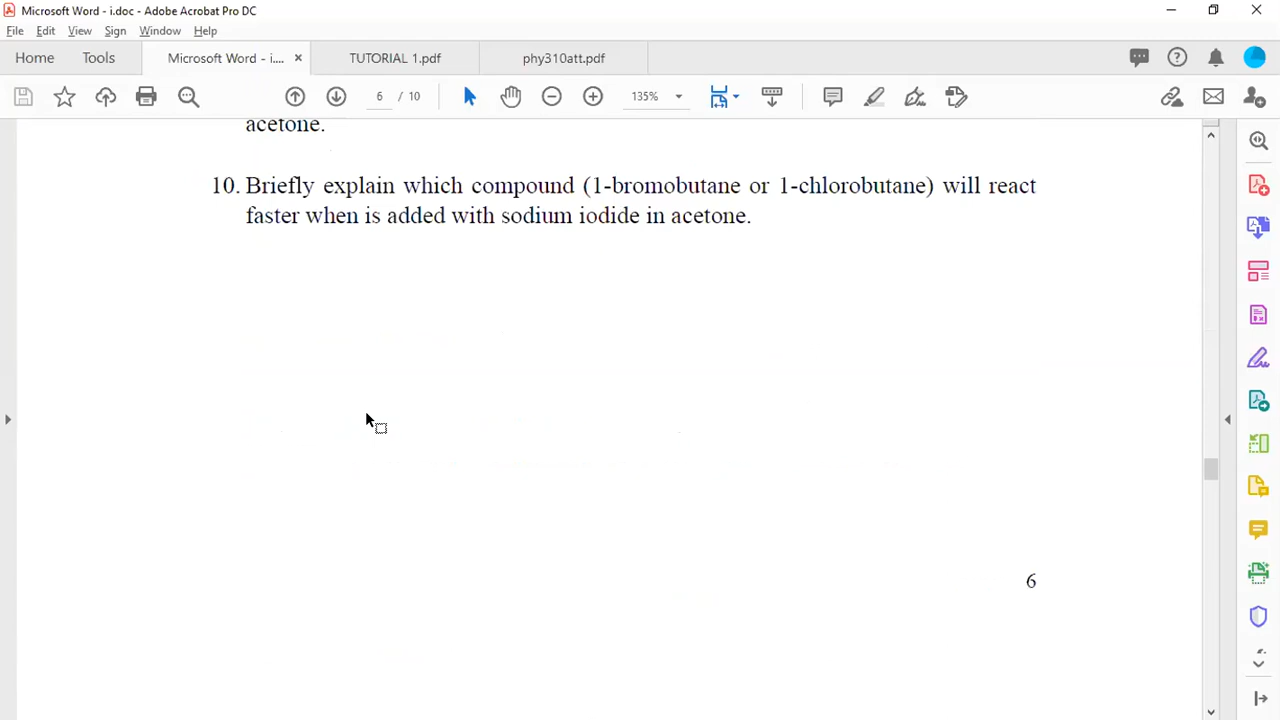 Microsoft Word - i.doc - Adobe Acrobat Pro DC
File Edit View Sign Window Help
Home Tools Microsoft Word - i.... × TUTORIAL 1.pdf phy310att.pdf
6 / 10 135%
acetone.
10. Briefly explain which compound (1-bromobutane or 1-chlorobutane) will react
faster when is added with sodium iodide in acetone.
6